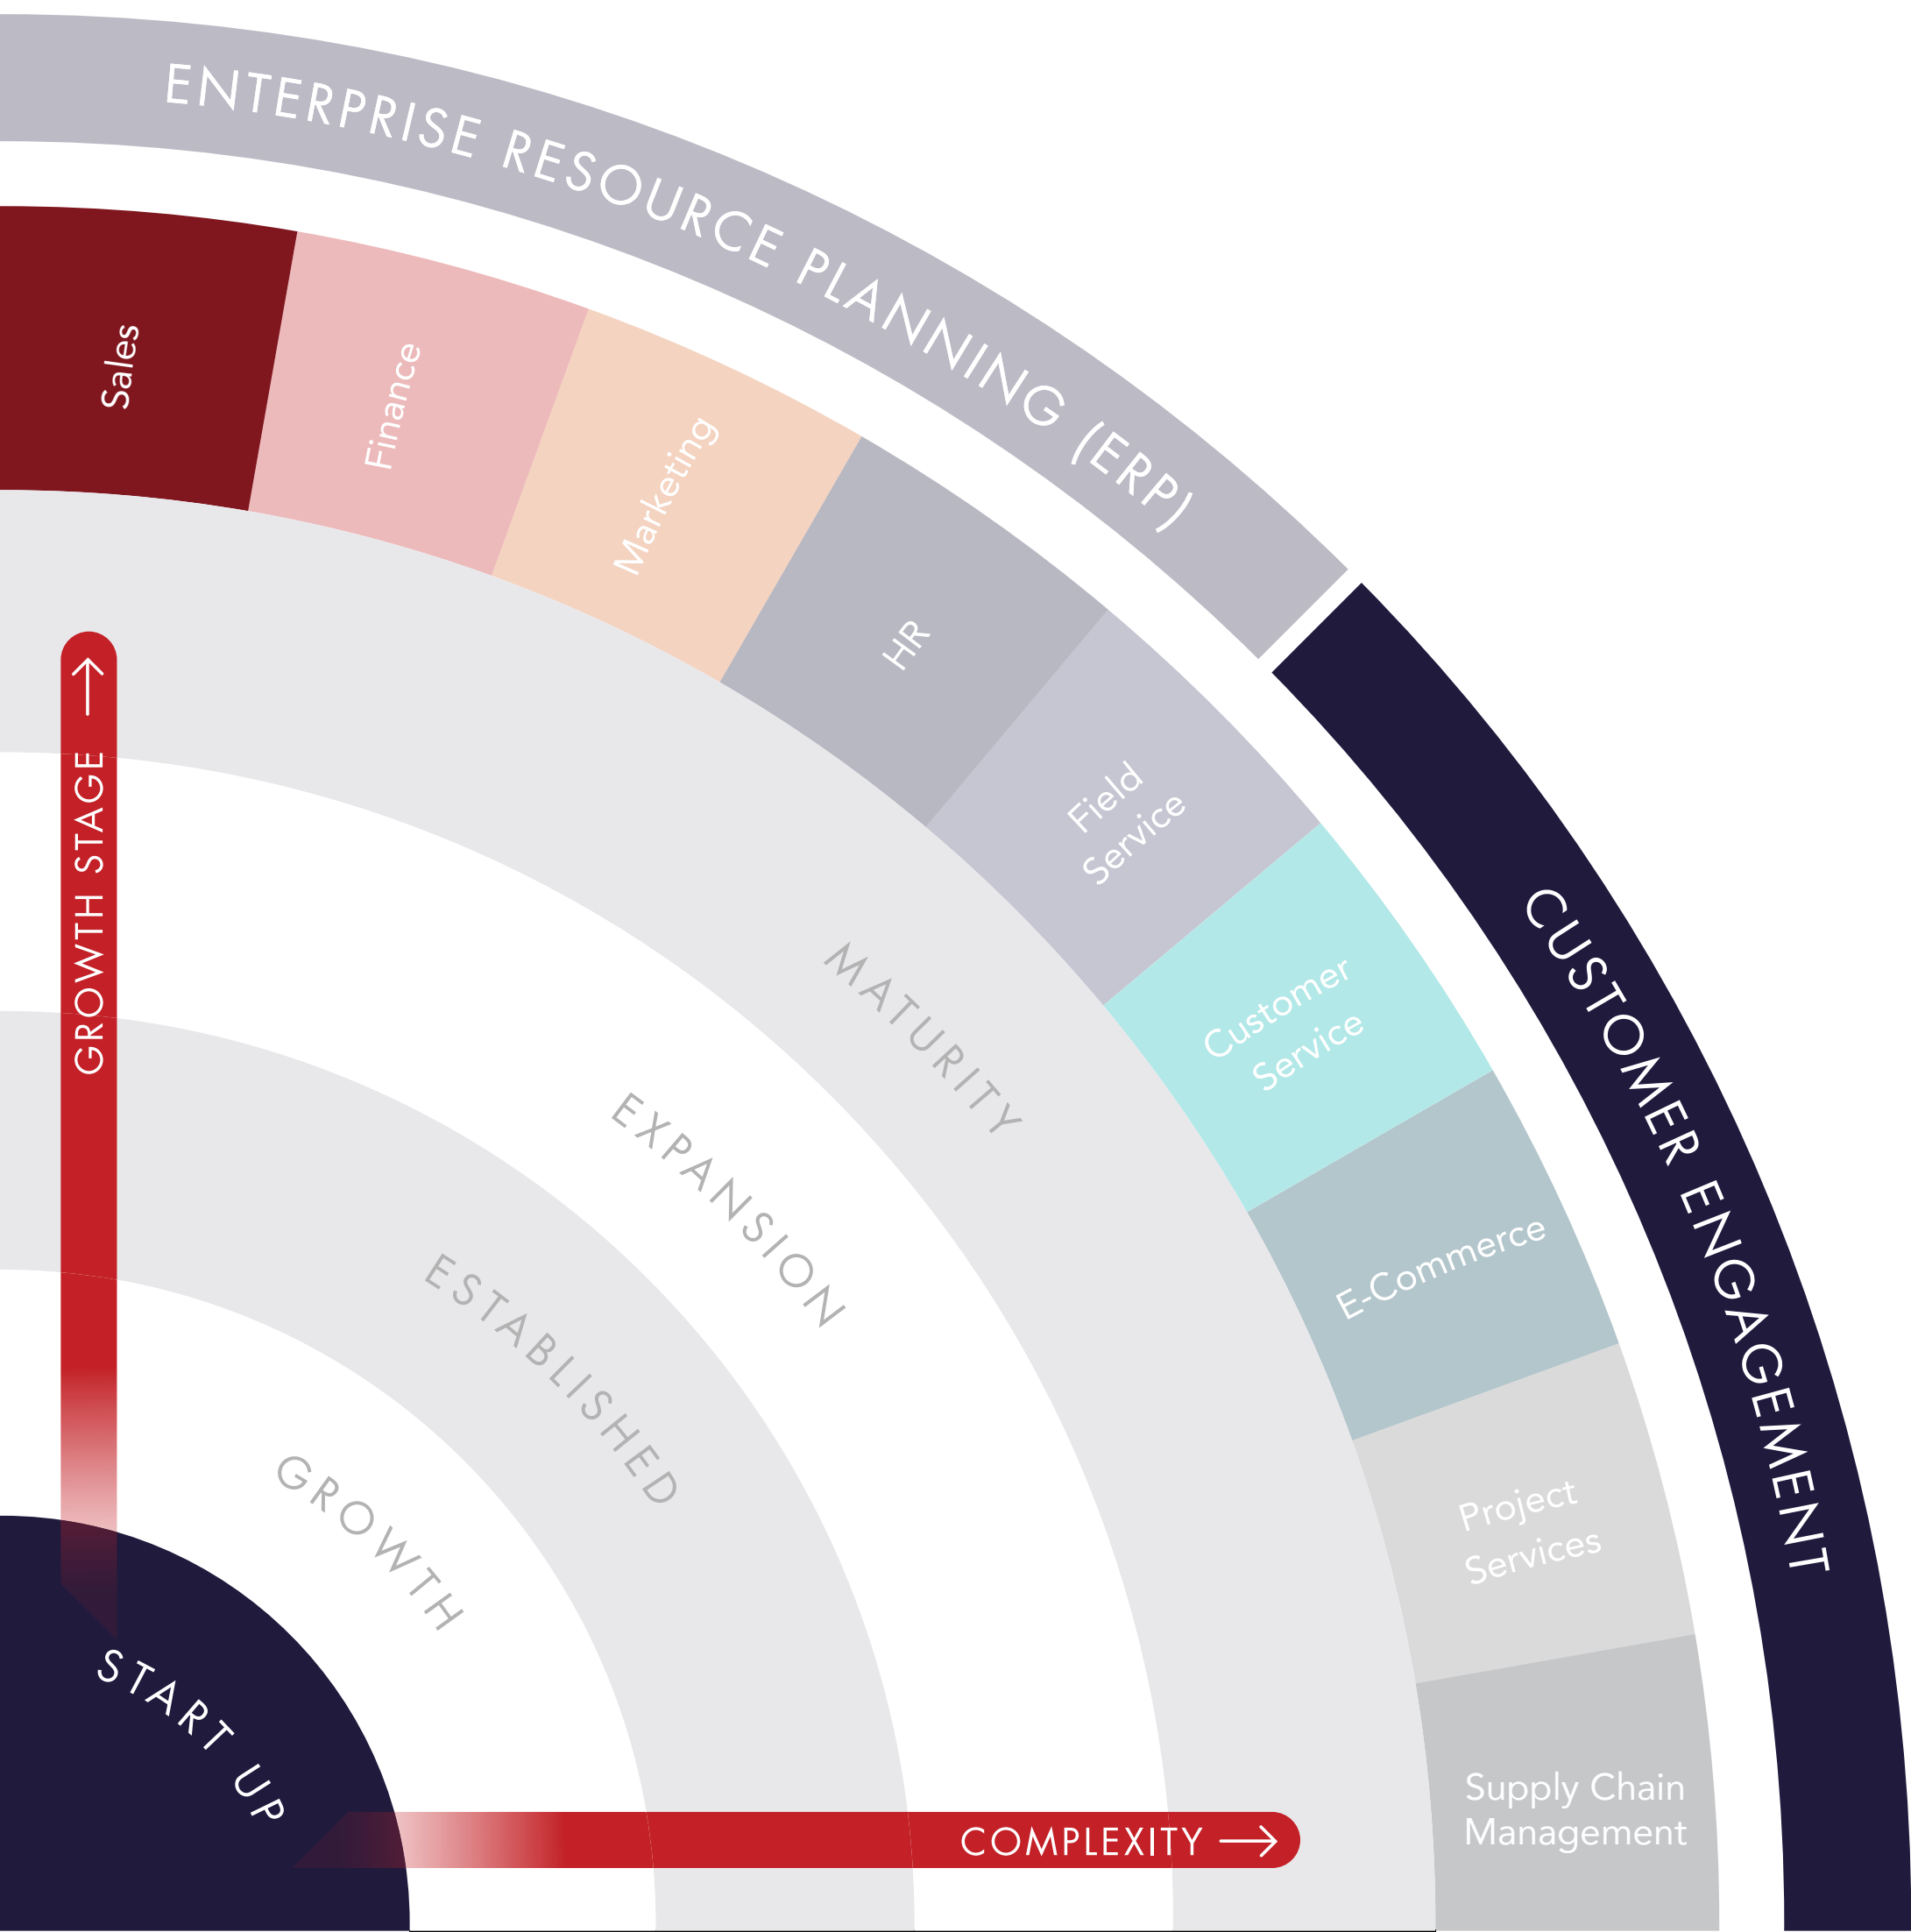 ENTERPRISE RESOURCE PLANNING (ERP)
CUSTOMER ENGAGEMENT
Sales
Finance
Marketing
HR
Field
Service
Customer
Service
E-Commerce
Project
Services
Supply Chain
Management
GROWTH STAGE
MATURITY
EXPANSION
ESTABLISHED
GROWTH
START UP
COMPLEXITY